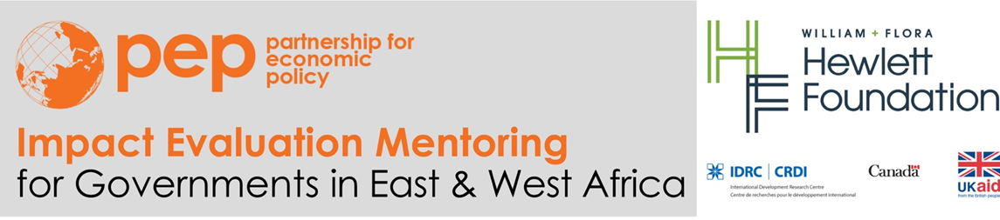 pep
partnership for
economic
policy
Impact Evaluation Mentoring
for Governments in East & West Africa
WILLIAM + FLORA
Hewlett
Foundation
IDRC | CRDI
International Development Research Centre
Centre de recherches pour le développement international
Canada
UKaid
from the British people